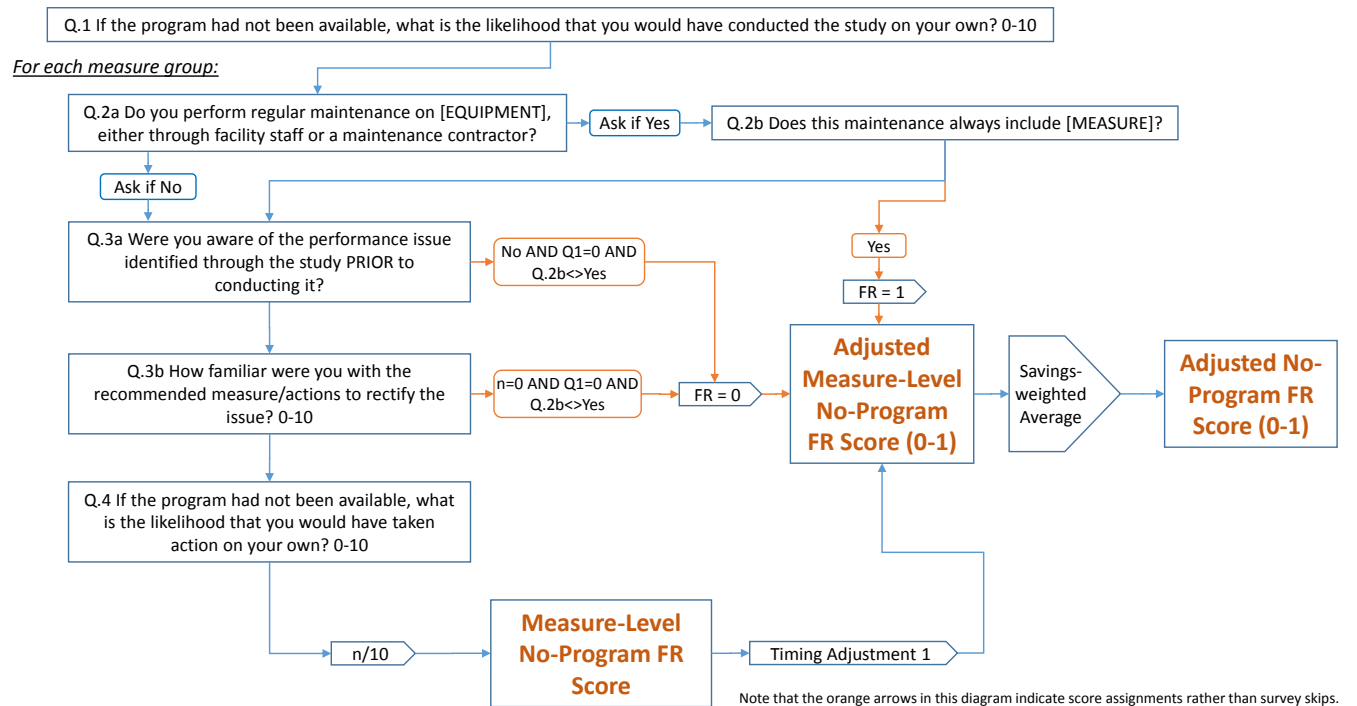 Q.1 If the program had not been available, what is the likelihood that you would have conducted the study on your own? 0-10
For each measure group:
Q.2a Do you perform regular maintenance on [EQUIPMENT],
either through facility staff or a maintenance contractor?
Ask if Yes
Q.2b Does this maintenance always include [MEASURE]?
Ask if No
Q.3a Were you aware of the performance issue
identified through the study PRIOR to
conducting it?
No AND Q1=0 AND
Q.2b<>Yes
Yes
FR = 1
Q.3b How familiar were you with the
recommended measure/actions to rectify the
issue? 0-10
n=0 AND Q1=0 AND
Q.2b<>Yes
FR = 0
Adjusted
Measure-Level
No-Program
FR Score (0-1)
Savings-
weighted
Average
Adjusted No-
Program FR
Score (0-1)
Q.4 If the program had not been available, what
is the likelihood that you would have taken
action on your own? 0-10
n/10
Measure-Level
No-Program FR
Score
Timing Adjustment 1
Note that the orange arrows in this diagram indicate score assignments rather than survey skips.